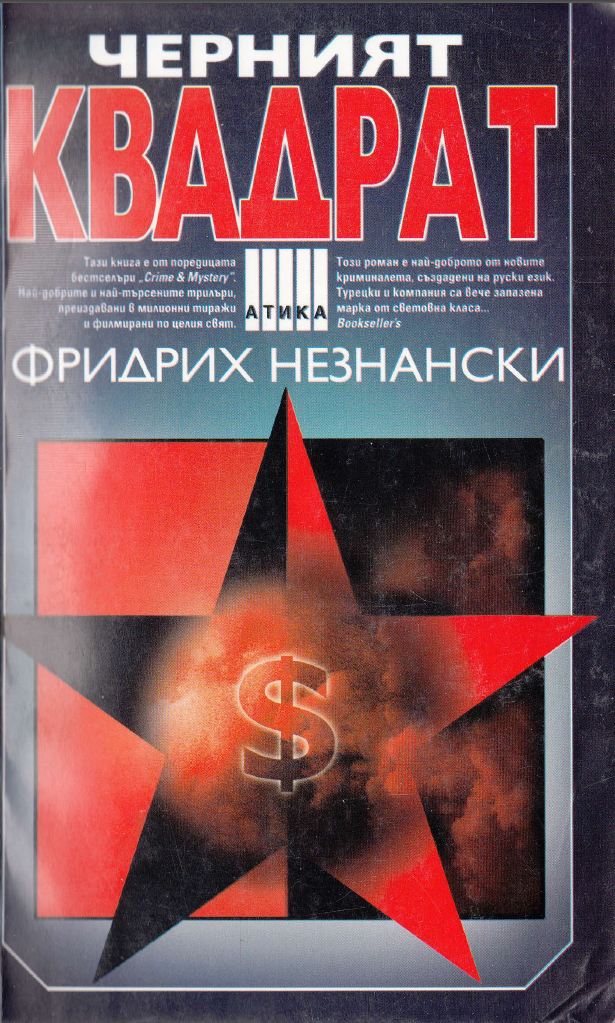 ЧЕРНИЯТ
КВАДРАТ
Тази книга е от поредицата
бестселъри „Crime & Mystery".
Най-добрите и най-търсените трилъри,
преиздавани в милионни тиражи
и филмирани по целия свят.
АТИКА
Този роман е най-доброто от новите
криминалета, създадени на руски език.
Турецки и компания са вече запазена
марка от световна класа...
Bookseller's
ФРИДРИХ НЕЗНАНСКИ
$